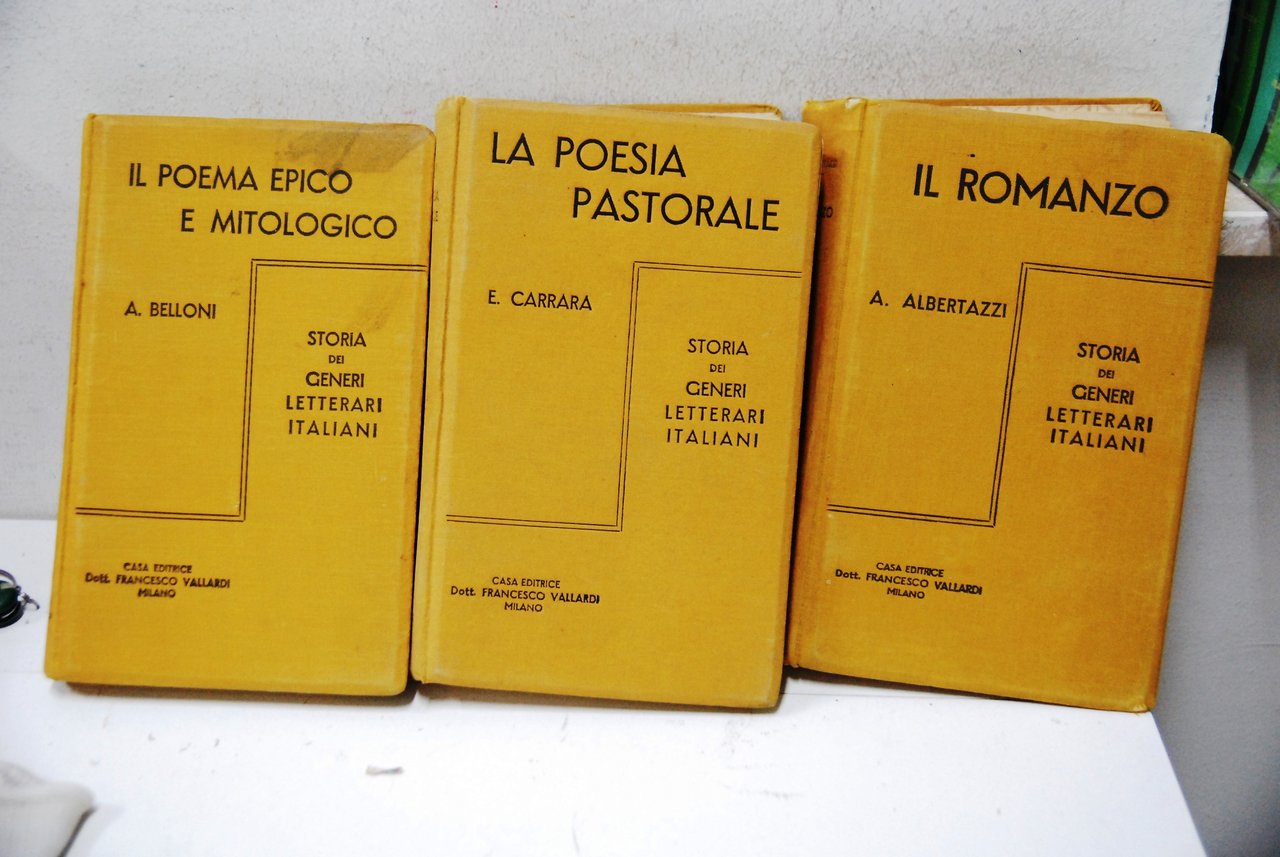 IL POEMA EPICO
E MITOLOGICO
A. BELLONI
STORIA
DEI
GENERI
LETTERARI
ITALIANI
CASA EDITRICE
Dott. FRANCESCO VALLARDI
MILANO
LA POESIA
PASTORALE
E. CARRARA
STORIA
DEI
GENERI
LETTERARI
ITALIANI
CASA EDITRICE
Dott. FRANCESCO VALLARDI
MILANO
IL ROMANZO
A. ALBERTAZZI
STORIA
DEI
GENERI
LETTERARI
ITALIANI
CASA EDITRICE
Dott. FRANCESCO VALLARDI
MILANO